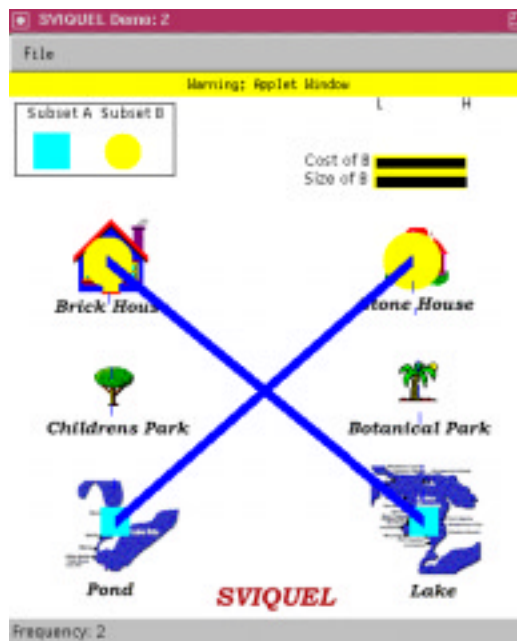 SVIQUEL Demo: Z
File
Warning: Applet Window
Subset A Subset B
L H
Cost of B
Size of B
Brick Hous
tone House
Childrens Park
Botanical Park
Pond
Lake
SVIQUEL
Frequency: 2